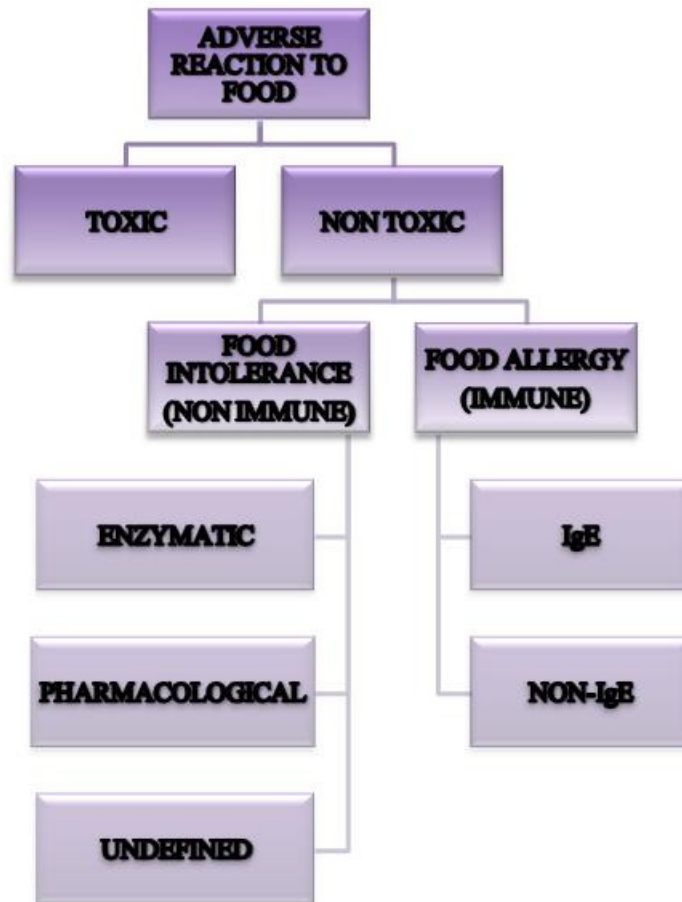 ADVERSE
REACTION TO
FOOD
TOXIC
NON TOXIC
FOOD
INTOLERANCE
(NON IMMUNE)
FOOD ALLERGY
(IMMUNE)
ENZYMATIC
IgE
PHARMACOLOGICAL
NON-IgE
UNDEFINED